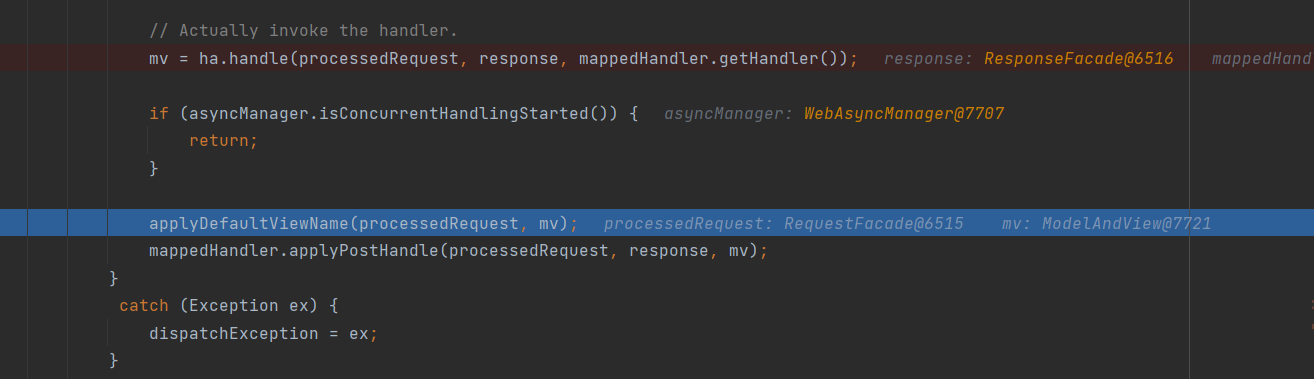 // Actually invoke the handler.
mv = ha.handle(processedRequest, response, mappedHandler.getHandler()); response: ResponseFacade@6516 mappedHand
if (asyncManager.isConcurrentHandlingStarted()) { asyncManager: WebAsyncManager@7707
return;
}
applyDefaultViewName(processedRequest, mv); processedRequest: RequestFacade@6515 mv: ModelAndView@7721
mappedHandler.applyPostHandle(processedRequest, response, mv);
}
catch (Exception ex) {
dispatchException = ex;
}